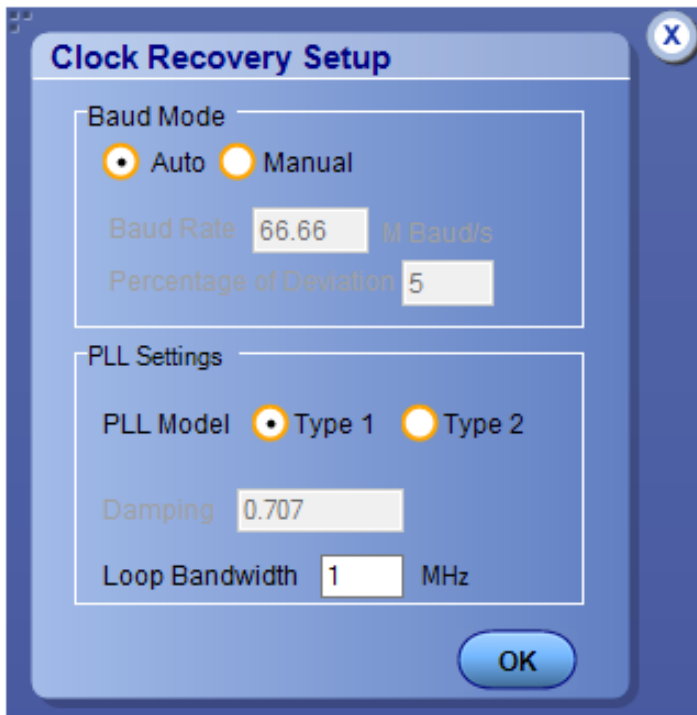 Clock Recovery Setup
X
Baud Mode
Auto Manual
Baud Rate 66.66 M Baud/s
Percentage of Deviation 5
PLL Settings
PLL Model Type 1 Type 2
Damping 0.707
Loop Bandwidth 1 MHz
OK